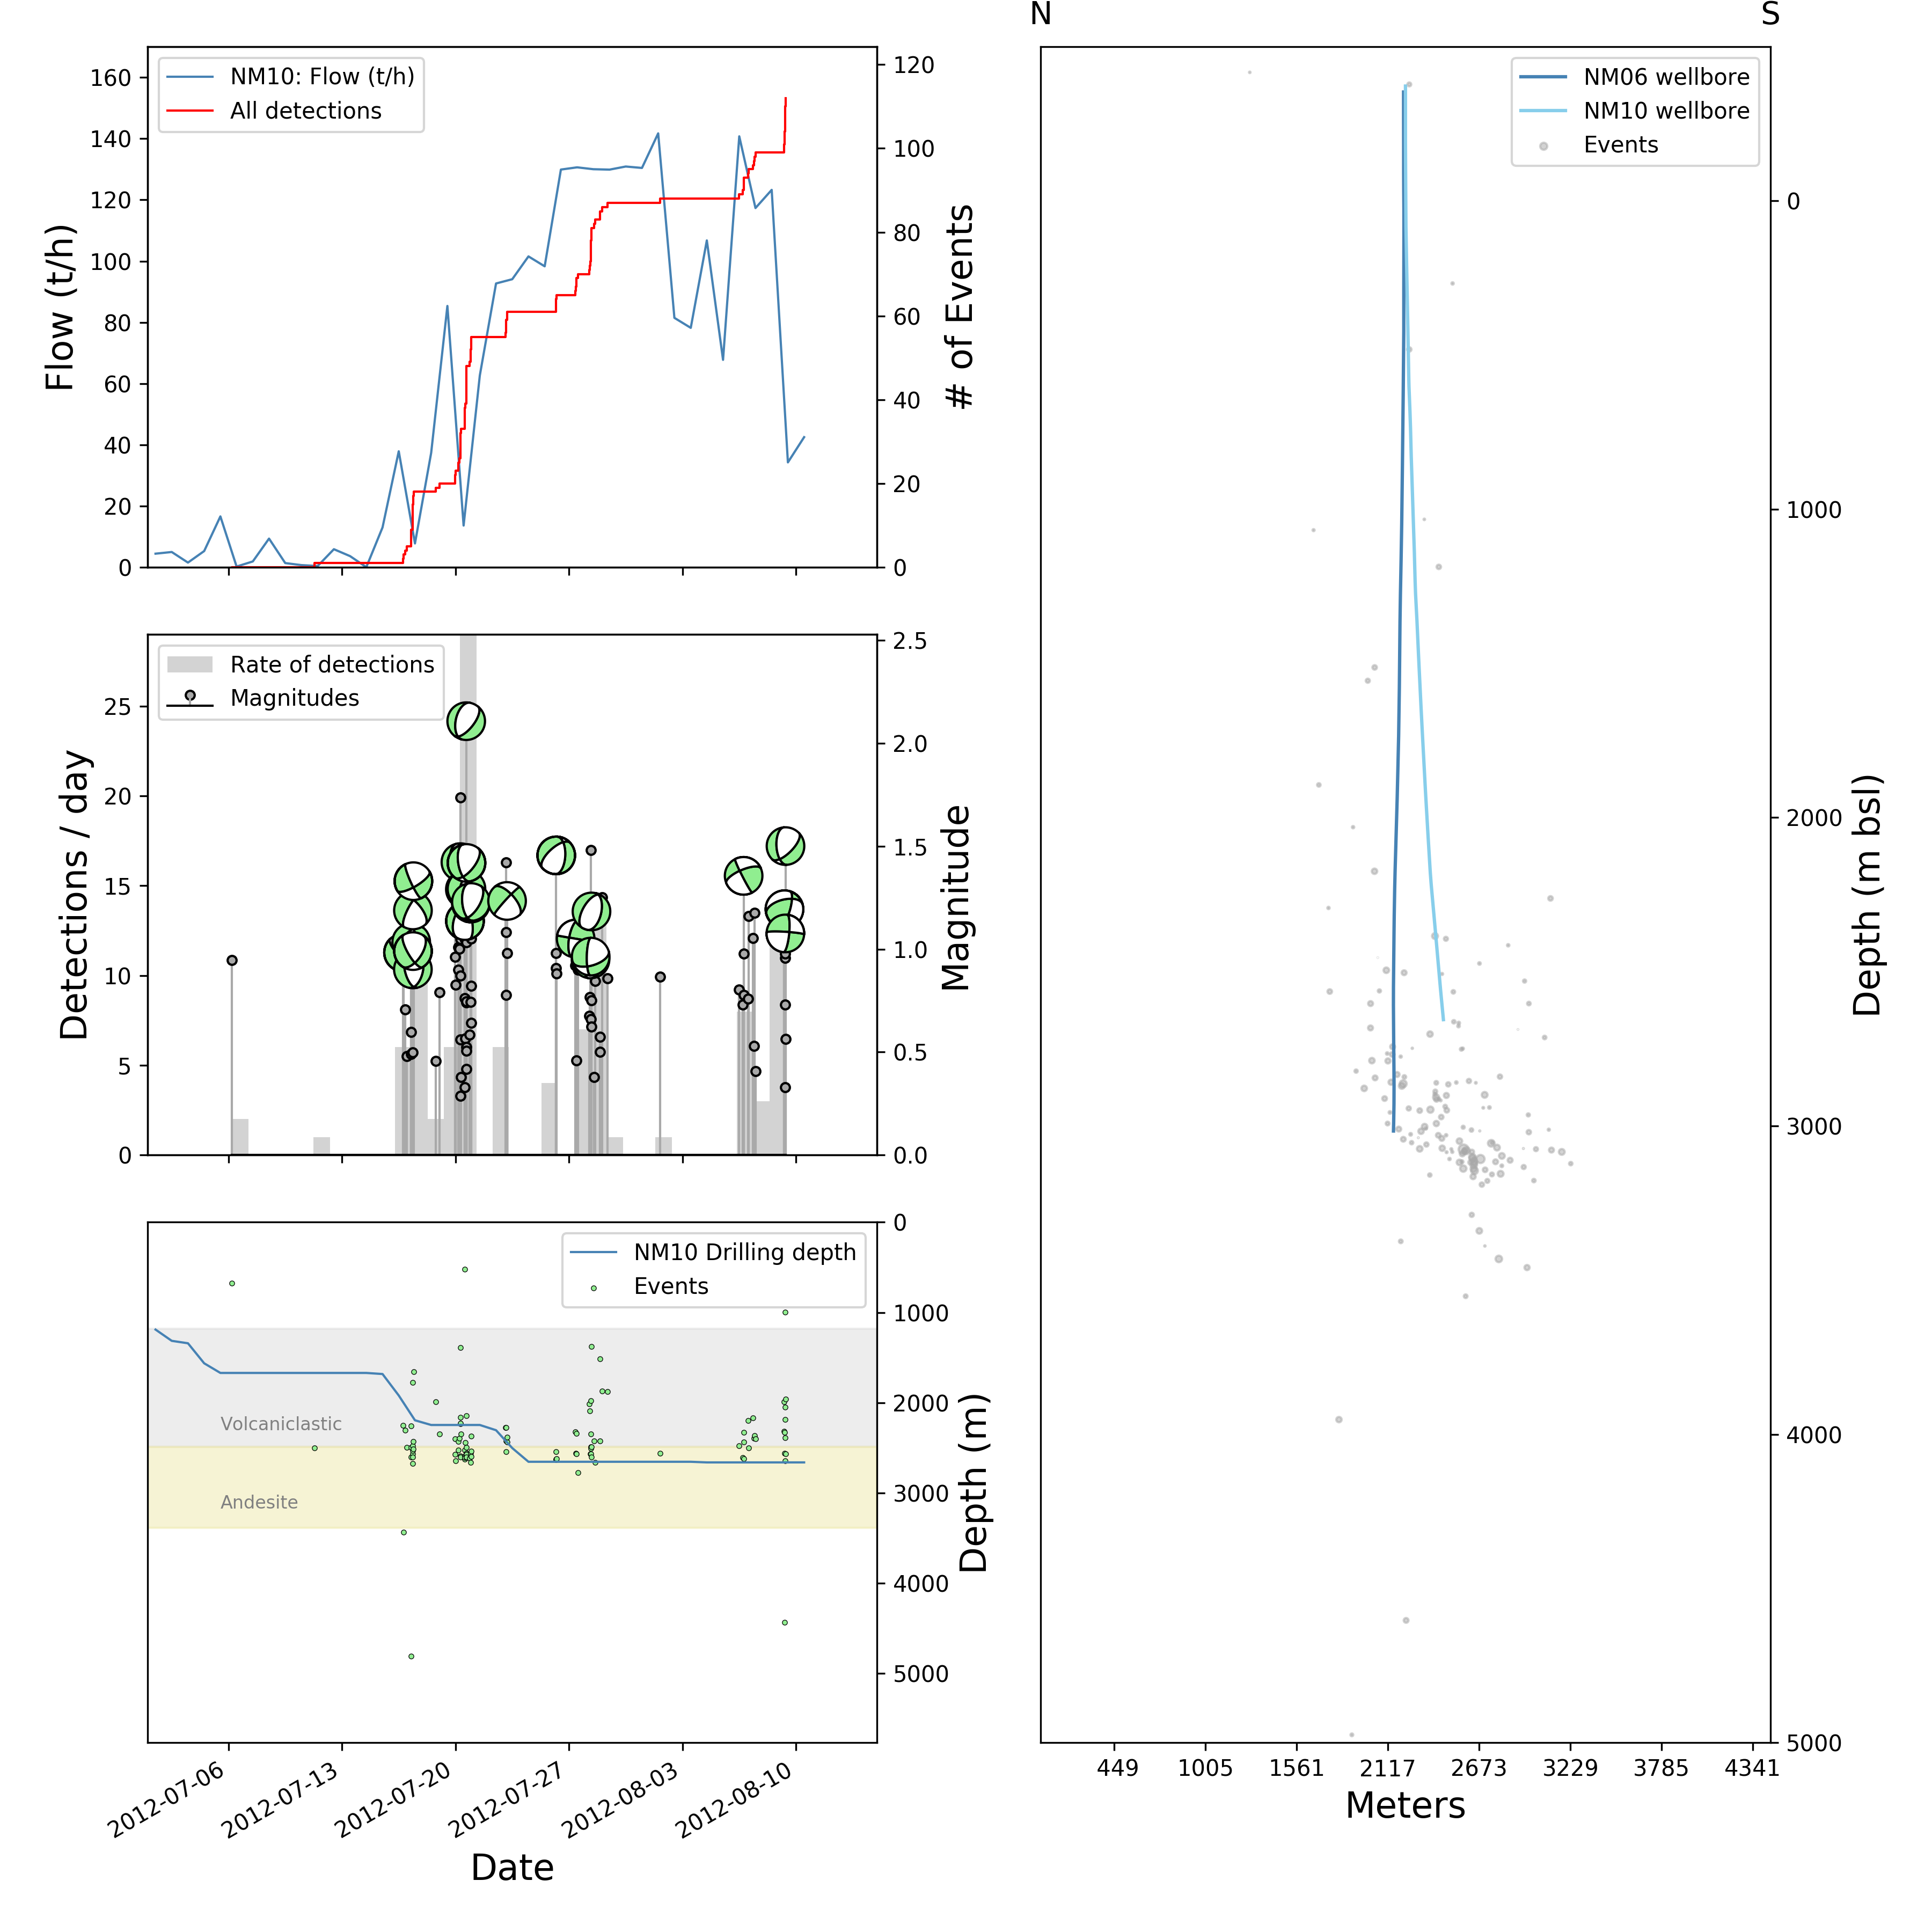 N S
NM10: Flow (t/h)
All detections
160
140
120
100
80
60
40
20
0
Flow (t/h)
120
100
80
60
40
20
0
# of Events
Rate of detections
Magnitudes
25
20
15
10
5
0
Detections / day
2.5
2.0
1.5
1.0
0.5
0.0
Magnitude
NM10 Drilling depth
Events
Volcaniclastic
Andesite
0
1000
2000
3000
4000
5000
Depth (m)
2012-07-06
2012-07-13
2012-07-20
2012-07-27
2012-08-03
2012-08-10
Date
NM06 wellbore
NM10 wellbore
Events
0
1000
2000
3000
4000
5000
Depth (m bsl)
449 1005 1561 2117 2673 3229 3785 4341
Meters